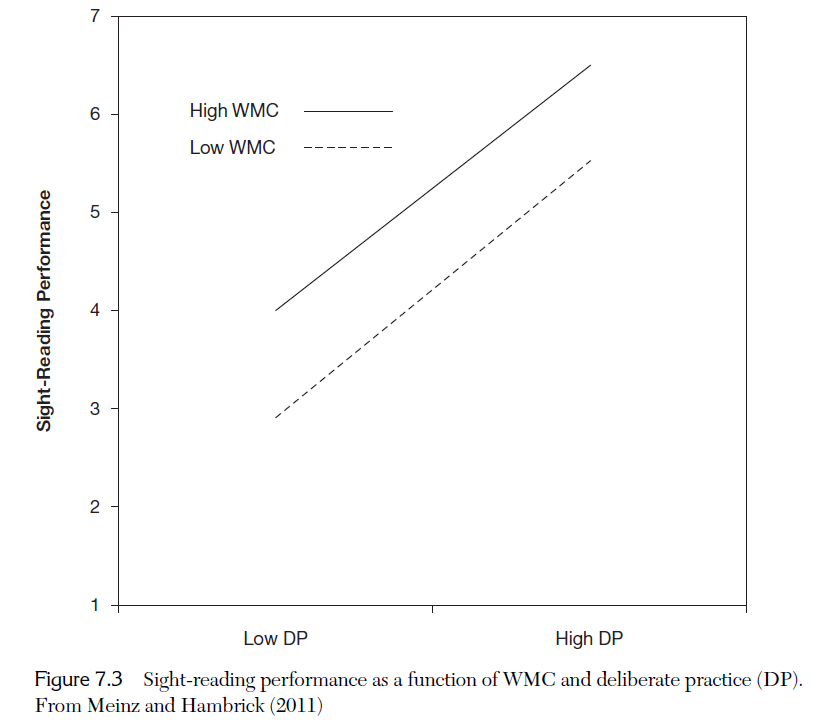 7
6
5
4
3
2
1
High WMC
Low WMC
Sight-Reading Performance
Low DP High DP
Figure 7.3 Sight-reading performance as a function of WMC and deliberate practice (DP).
From Meinz and Hambrick (2011)